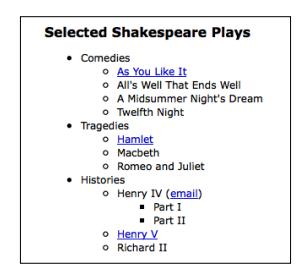 Selected Shakespeare Plays
Comedies
As You Like It
All's Well That Ends Well
A Midsummer Night's Dream
Twelfth Night
Tragedies
Hamlet
Macbeth
Romeo and Juliet
Histories
Henry IV (email)
Part I
Part II
Henry V
Richard II